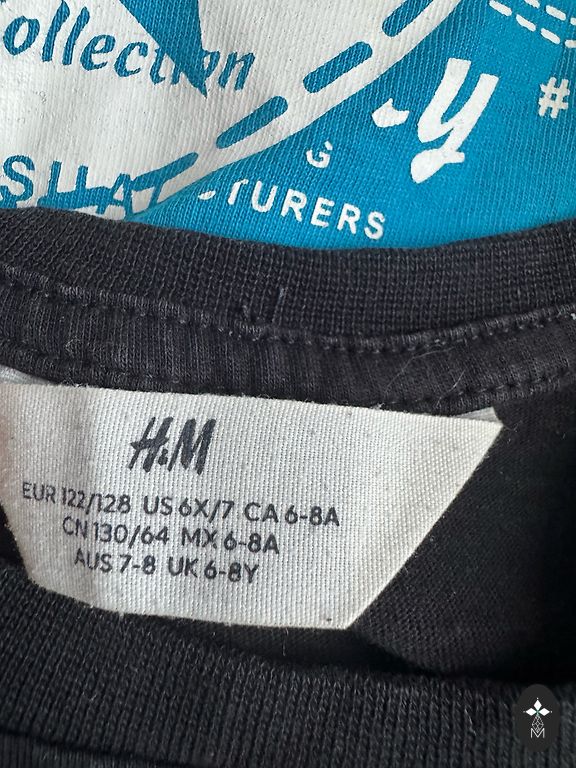 ollection
y
#
G
TURERS
H&M
EUR 122/128 US 6X/7 CA 6-8A
CN 130/64 MX 6-8A
AUS 7-8 UK 6-8Y
M